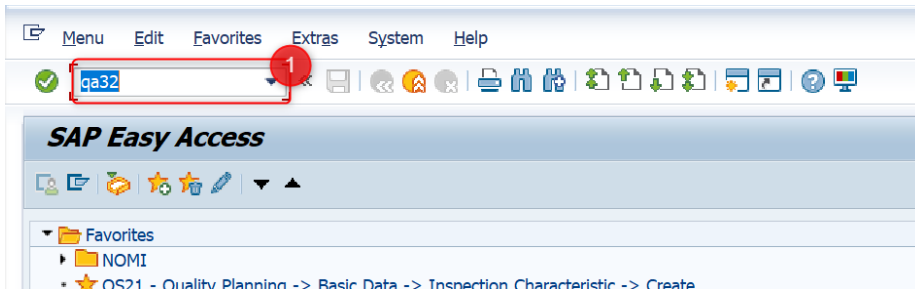 Menu Edit Favorites Extras System Help
qa32
1
SAP Easy Access
Favorites
NOMI
QS21 - Quality Planning -> Basic Data -> Inspection Characteristic -> Create